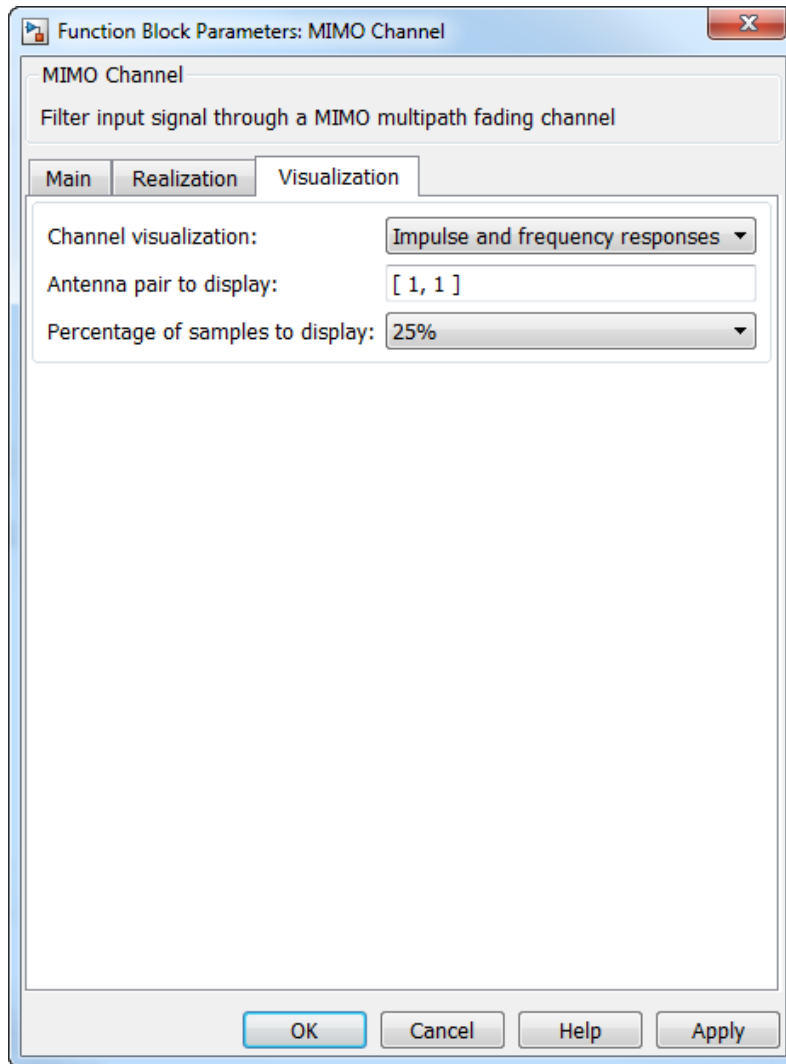 Function Block Parameters: MIMO Channel
MIMO Channel
Filter input signal through a MIMO multipath fading channel
Main Realization Visualization
Channel visualization: Impulse and frequency responses
Antenna pair to display: [ 1, 1 ]
Percentage of samples to display: 25%
OK Cancel Help Apply